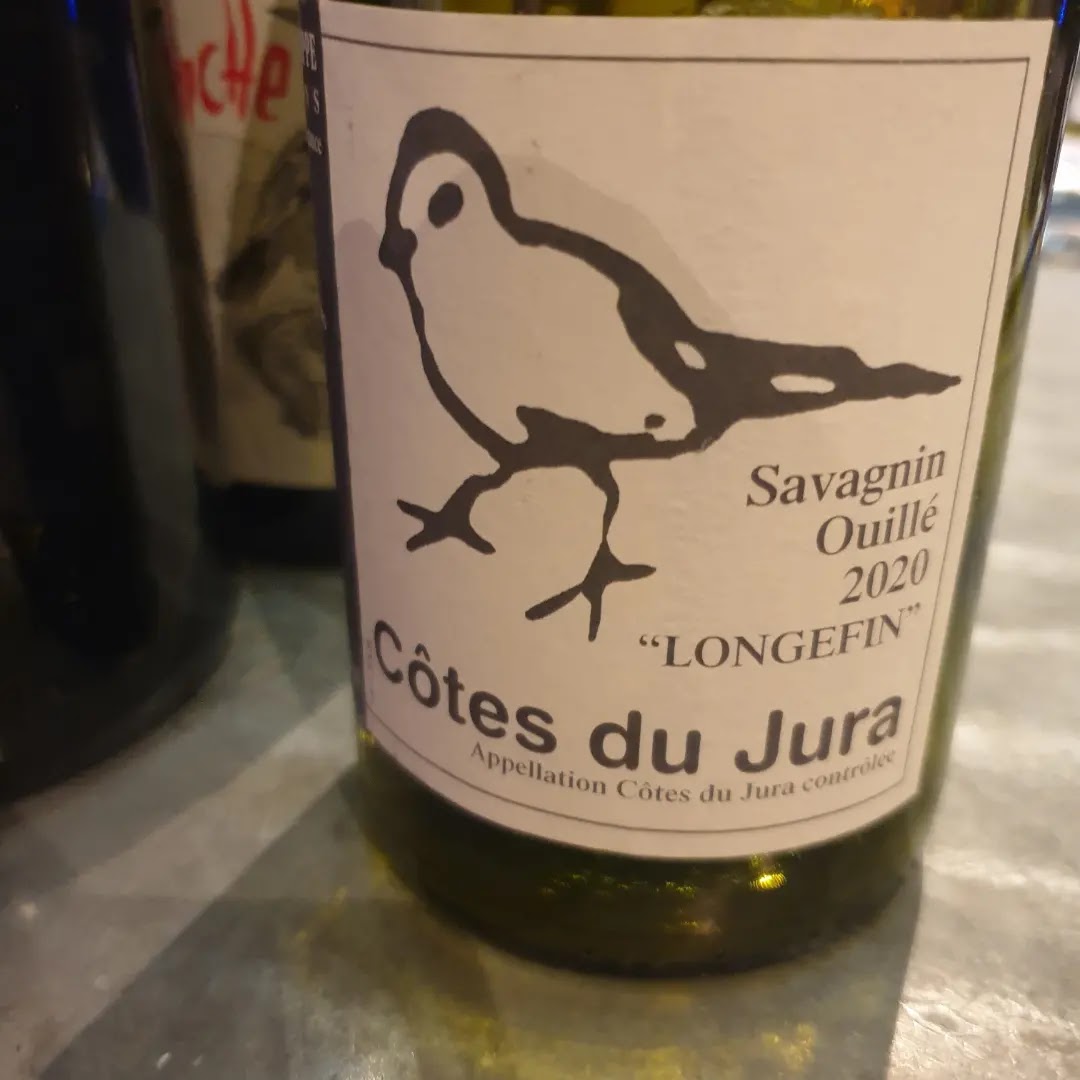 Savagnin
Ouillé
2020
“LONGEFIN”
Côtes du Jura
Appellation Côtes du Jura contrôlée